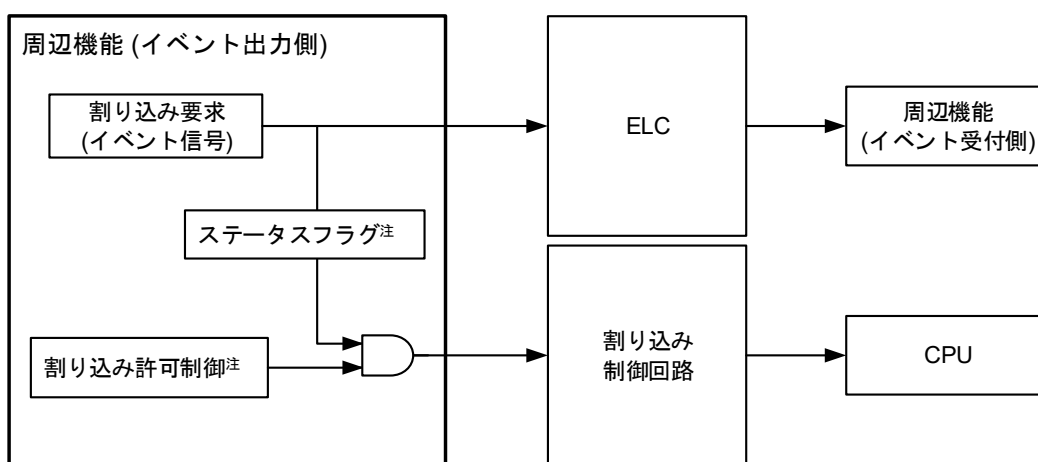 周辺機能 (イベント出力側)
割り込み要求
(イベント信号)
ELC
周辺機能
(イベント受付側)
ステータスフラグ注
割り込み許可制御注
割り込み
制御回路
CPU